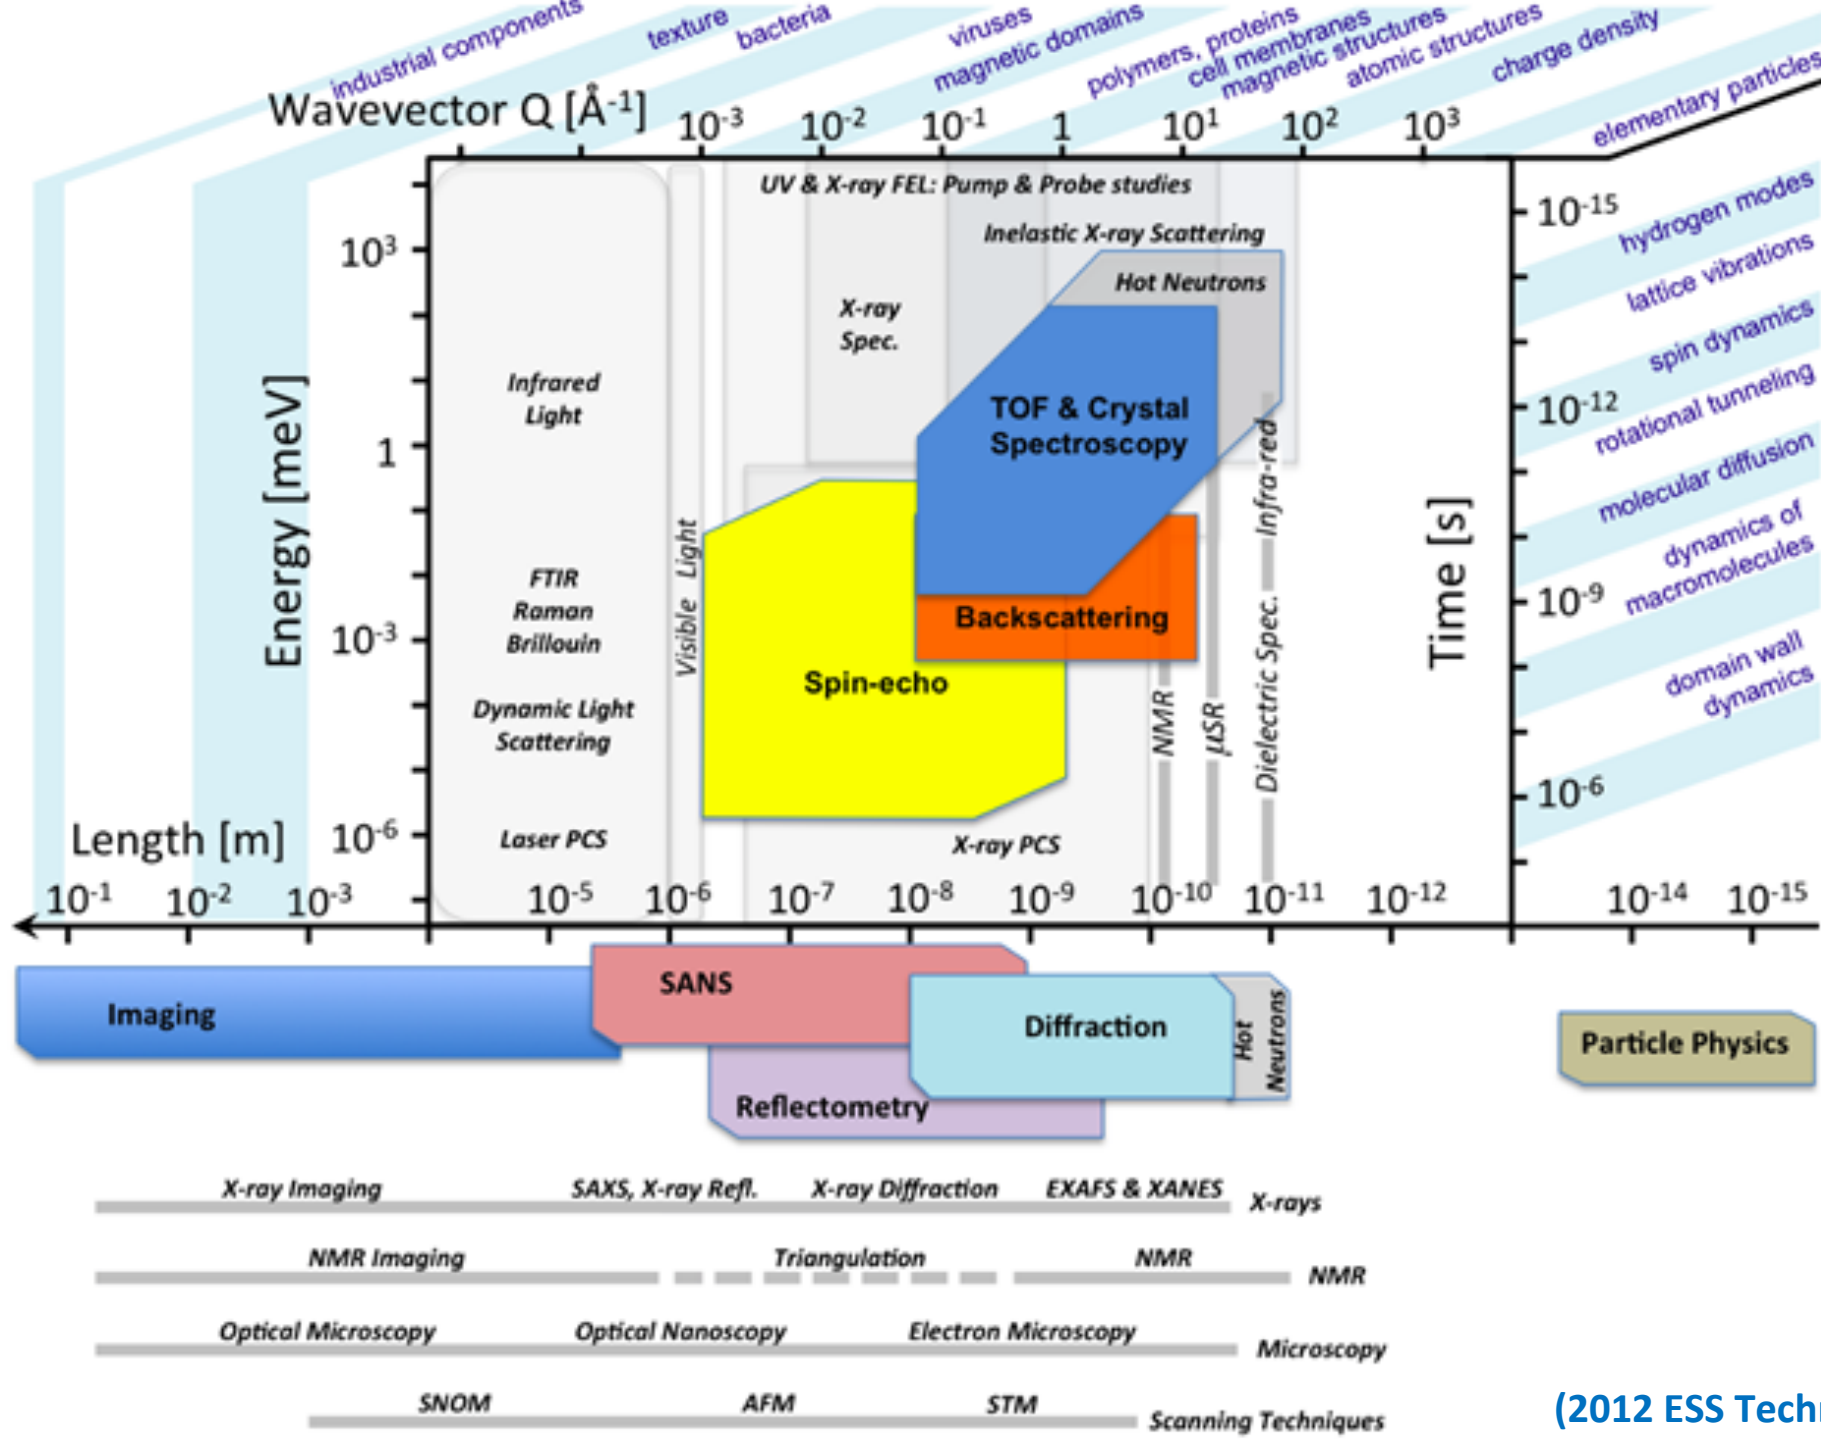 industrial components
texture
bacteria
viruses
magnetic domains
polymers, proteins
cell membranes
magnetic structures
atomic structures
charge density
elementary particles
Wavevector Q [Å-1]
10-3 10-2 10-1 1 10¹ 10² 10³
UV & X-ray FEL: Pump & Probe studies
Inelastic X-ray Scattering
Hot Neutrons
X-ray
Spec.
Infrared
Light
TOF & Crystal
Spectroscopy
FTIR
Raman
Brillouin
Backscattering
Spin-echo
Dynamic Light
Scattering
Laser PCS
X-ray PCS
Visible Light
NMR
µSR
Dielectric Spec. Infra-red
Energy [meV]
10³
1
10-3
10-6
Time [s]
10-15
10-12
10-9
10-6
hydrogen modes
lattice vibrations
spin dynamics
rotational tunneling
molecular diffusion
dynamics of
macromolecules
domain wall
dynamics
Length [m]
10-1 10-2 10-3 10-5 10-6 10-7 10-8 10-9 10-10 10-11 10-12 10-14 10-15
Imaging
SANS
Diffraction
Hot
Neutrons
Particle Physics
Reflectometry
X-ray Imaging SAXS, X-ray Refl. X-ray Diffraction EXAFS & XANES X-rays
NMR Imaging Triangulation NMR NMR
Optical Microscopy Optical Nanoscopy Electron Microscopy Microscopy
SNOM AFM STM Scanning Techniques
(2012 ESS Tech